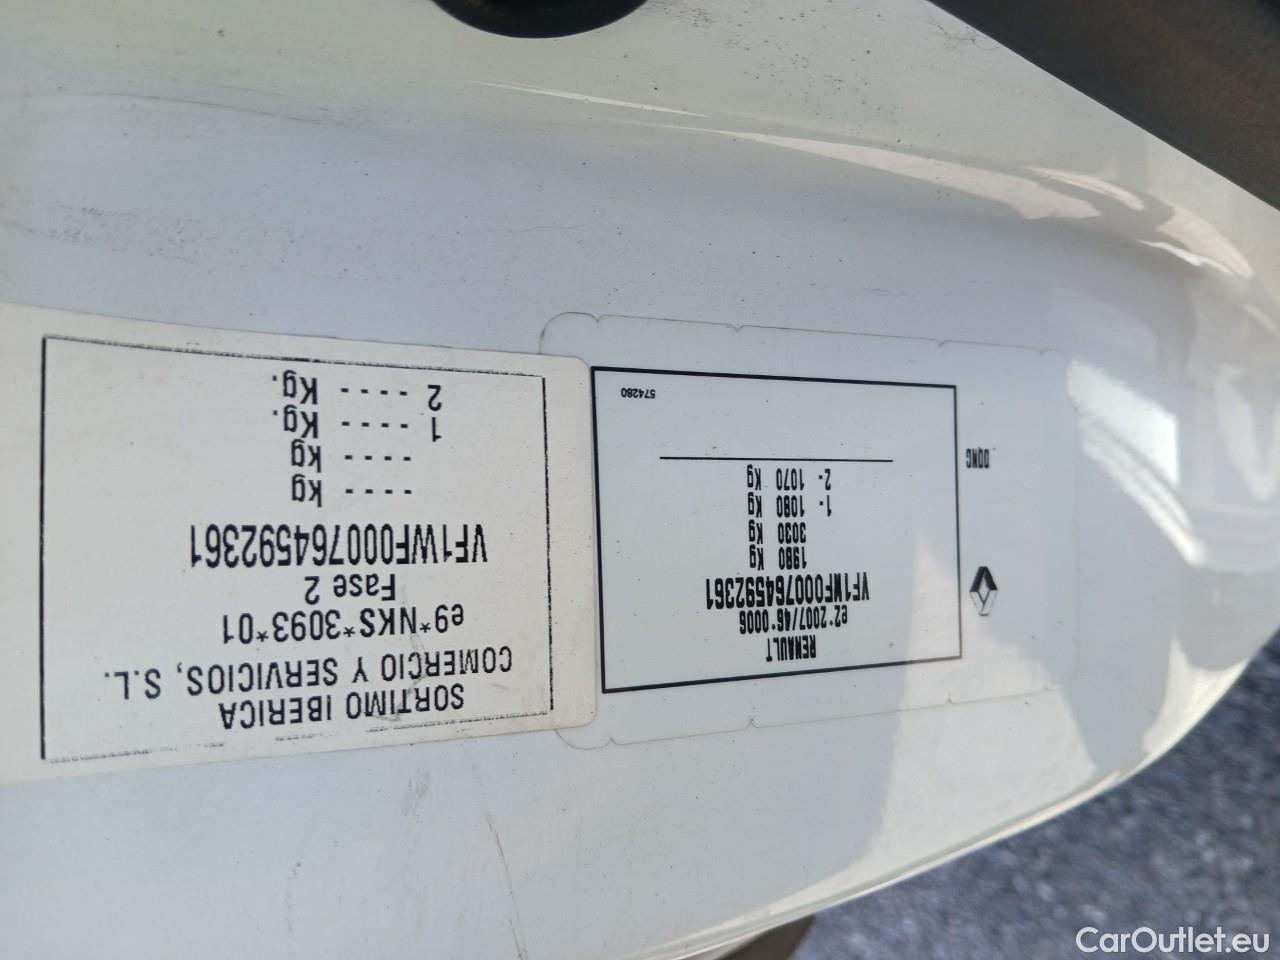 SORTIMO IBERICA
COMERCIO Y SERVICIOS, S.L.
e9*NKS*3093*01
Fase 2
VF1WF000764592361
---- kg
---- Kg
1 ---- Kg.
2 ---- Kg.
RENAULT
e2*2007/46*0006
VF1WF000764592361
1980 Kg
3030 Kg
1- 1080 Kg
2- 1070 Kg
574280
DQNG
CarOutlet.eu